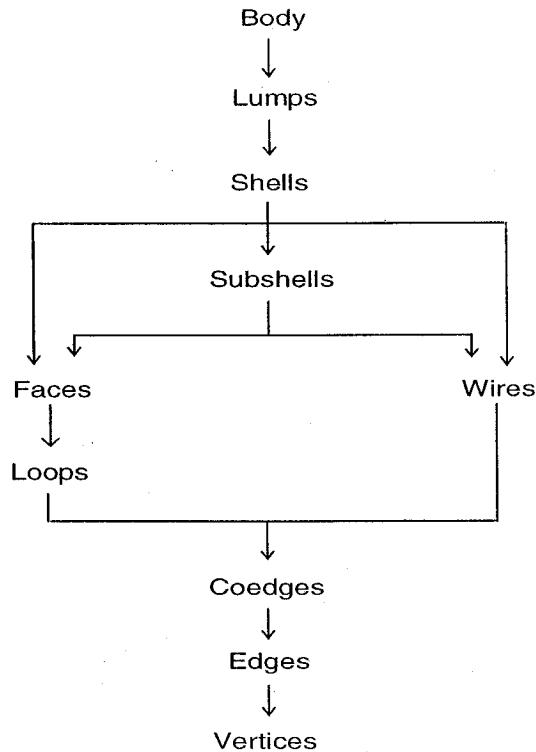 Body
Lumps
Shells
Subshells
Faces
Wires
Loops
Coedges
Edges
Vertices